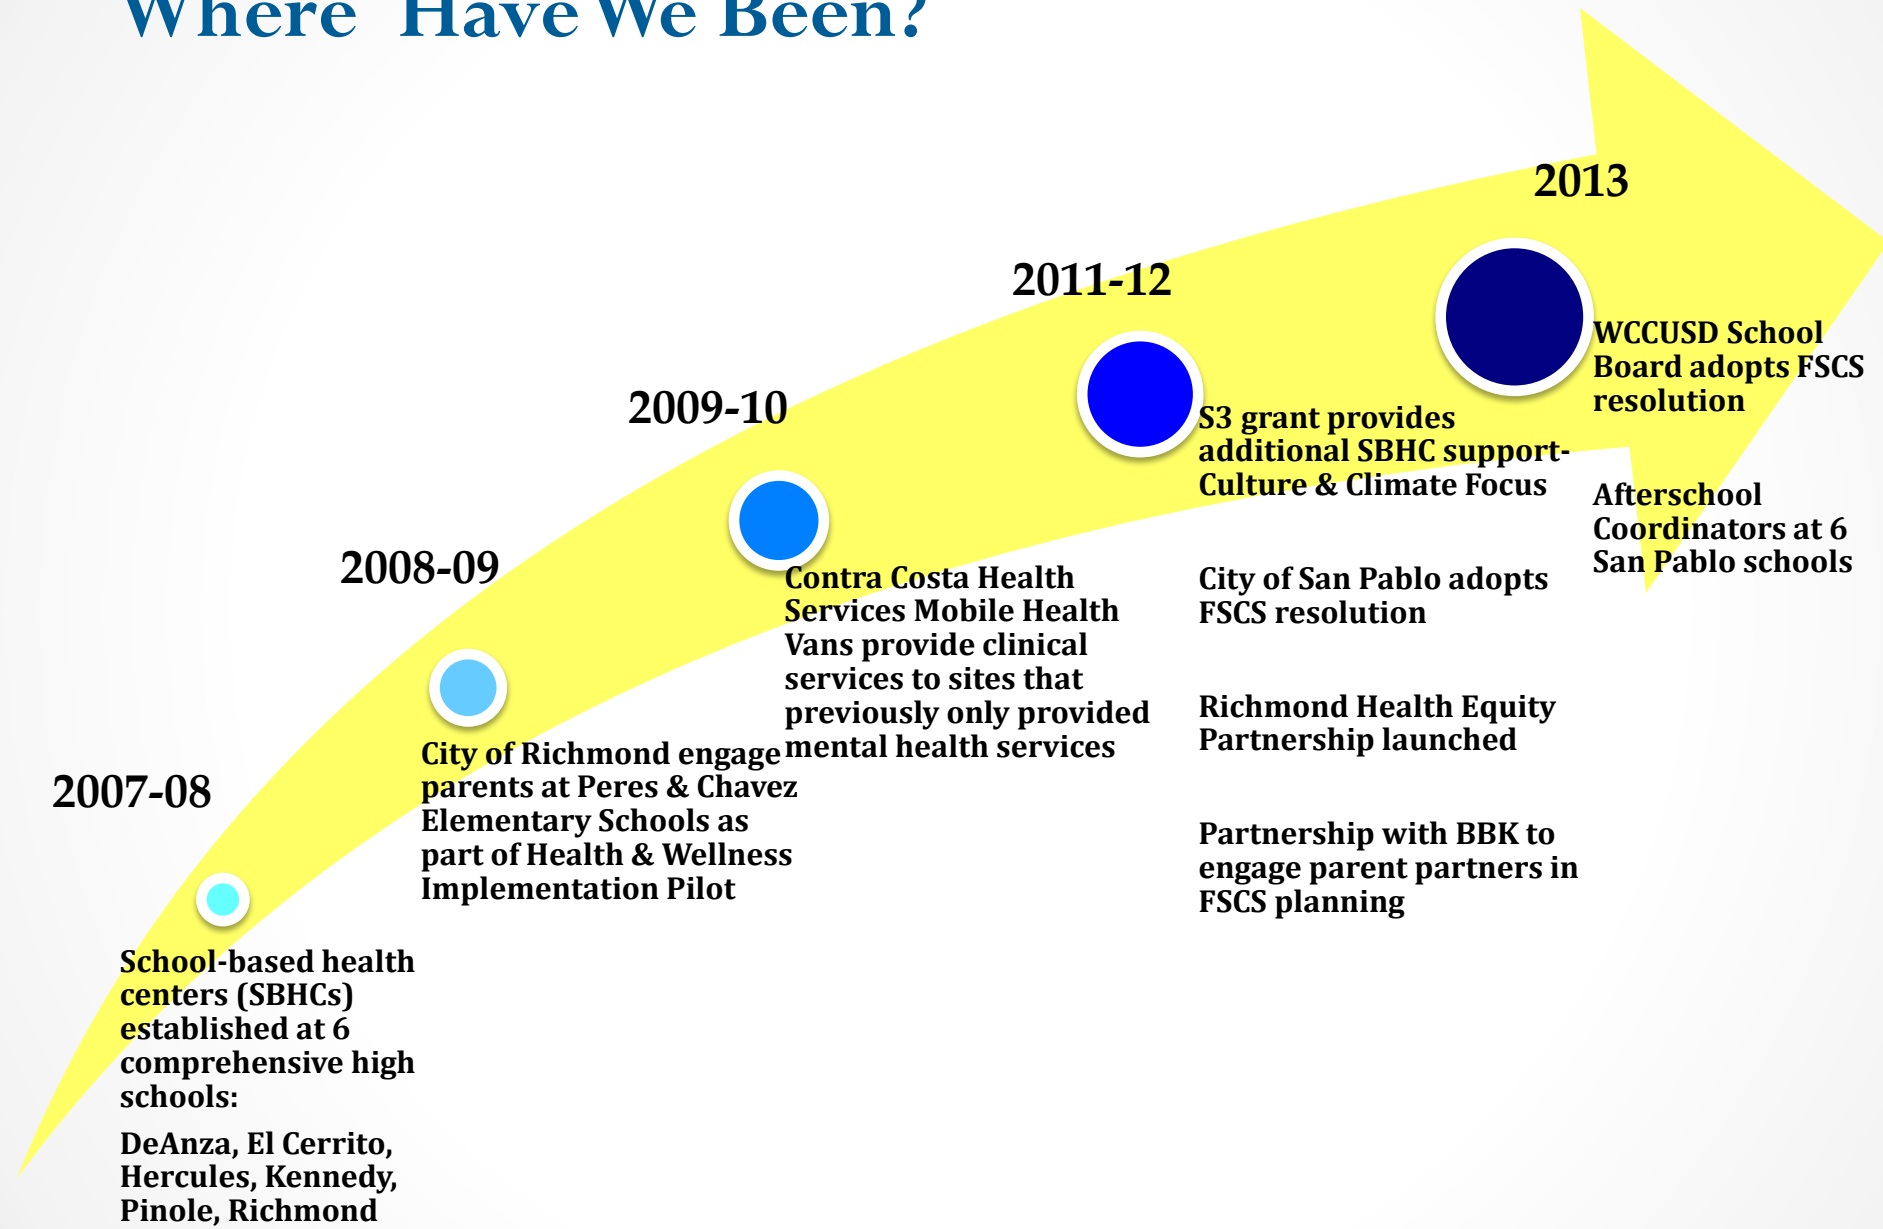 Where Have We Been?
2007-08
School-based health
centers (SBHCs)
established at 6
comprehensive high
schools:
DeAnza, El Cerrito,
Hercules, Kennedy,
Pinole, Richmond
2008-09
City of Richmond engage
parents at Peres & Chavez
Elementary Schools as
part of Health & Wellness
Implementation Pilot
2009-10
Contra Costa Health
Services Mobile Health
Vans provide clinical
services to sites that
previously only provided
mental health services
2011-12
S3 grant provides
additional SBHC support-
Culture & Climate Focus
City of San Pablo adopts
FSCS resolution
Richmond Health Equity
Partnership launched
Partnership with BBK to
engage parent partners in
FSCS planning
2013
WCCUSD School
Board adopts FSCS
resolution
Afterschool
Coordinators at 6
San Pablo schools